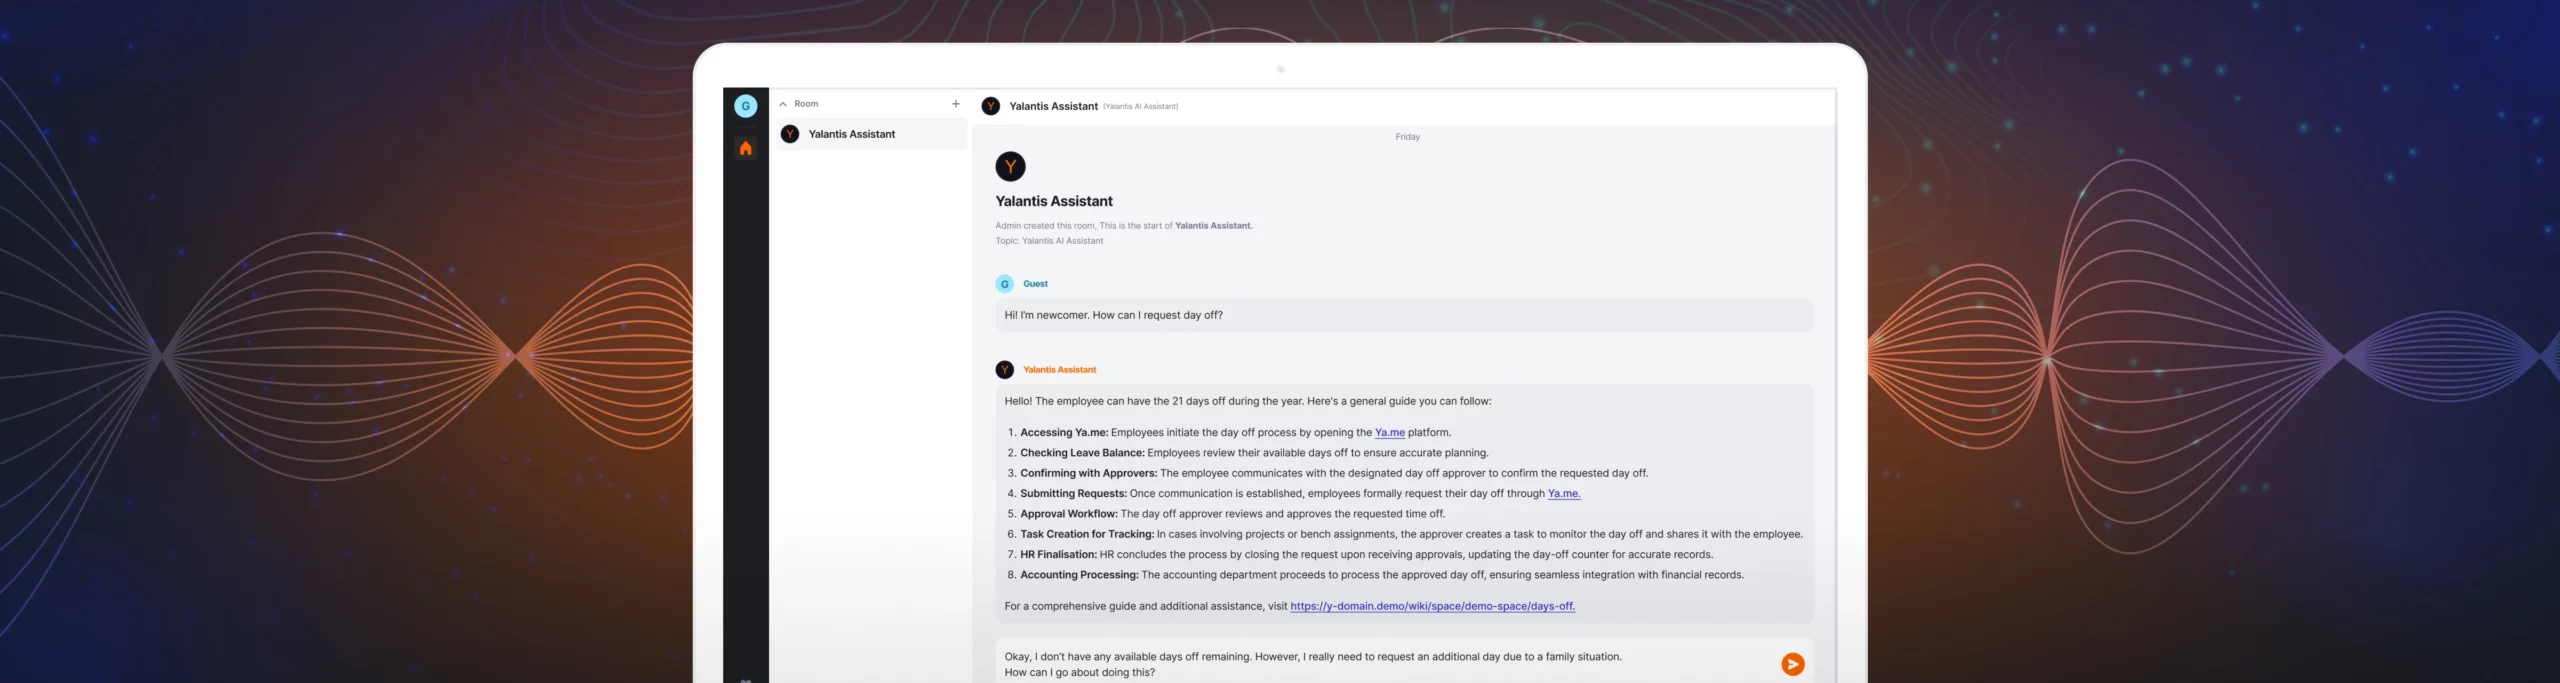 G
Room +
Y Yalantis Assistant
Y Yalantis Assistant (Yalantis AI Assistant)
Friday
Y
Yalantis Assistant
Admin created this room, This is the start of Yalantis Assistant.
Topic: Yalantis AI Assistant
G Guest
Hi! I'm newcomer. How can I request day off?
Y Yalantis Assistant
Hello! The employee can have the 21 days off during the year. Here's a general guide you can follow:
1. Accessing Ya.me: Employees initiate the day off process by opening the Ya.me platform.
2. Checking Leave Balance: Employees review their available days off to ensure accurate planning.
3. Confirming with Approvers: The employee communicates with the designated day off approver to confirm the requested day off.
4. Submitting Requests: Once communication is established, employees formally request their day off through Ya.me.
5. Approval Workflow: The day off approver reviews and approves the requested time off.
6. Task Creation for Tracking: In cases involving projects or bench assignments, the approver creates a task to monitor the day off and shares it with the employee.
7. HR Finalisation: HR concludes the process by closing the request upon receiving approvals, updating the day-off counter for accurate records.
8. Accounting Processing: The accounting department proceeds to process the approved day off, ensuring seamless integration with financial records.
For a comprehensive guide and additional assistance, visit https://y-domain.demo/wiki/space/demo-space/days-off.
Okay, I don't have any available days off remaining. However, I really need to request an additional day due to a family situation.
How can I go about doing this?